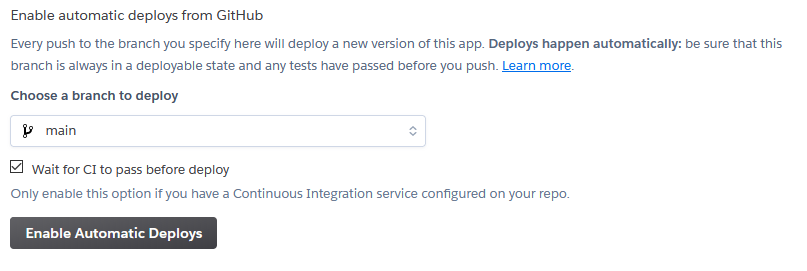 Enable automatic deploys from GitHub
Every push to the branch you specify here will deploy a new version of this app. Deploys happen automatically: be sure that this
branch is always in a deployable state and any tests have passed before you push. Learn more.
Choose a branch to deploy
main
Wait for CI to pass before deploy
Only enable this option if you have a Continuous Integration service configured on your repo.
Enable Automatic Deploys